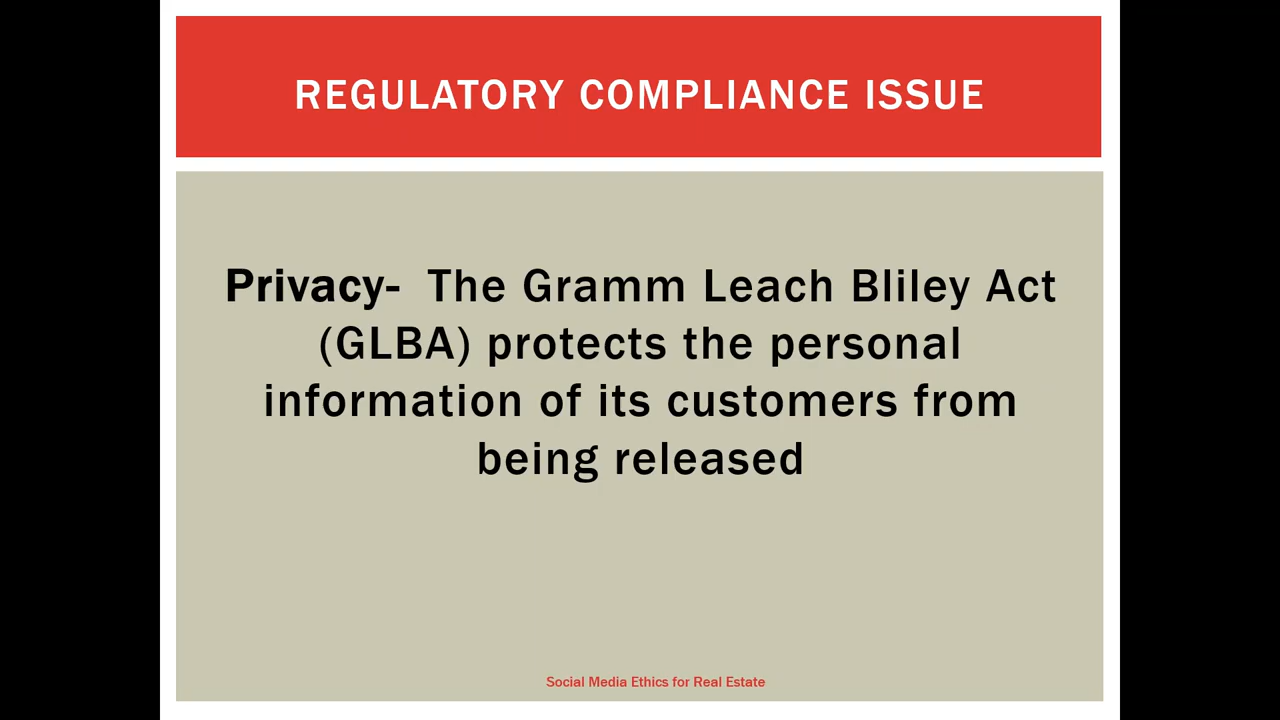 REGULATORY COMPLIANCE ISSUE
Privacy-  The Gramm Leach Bliley Act
(GLBA) protects the personal
information of its customers from
being released
Social Media Ethics for Real Estate